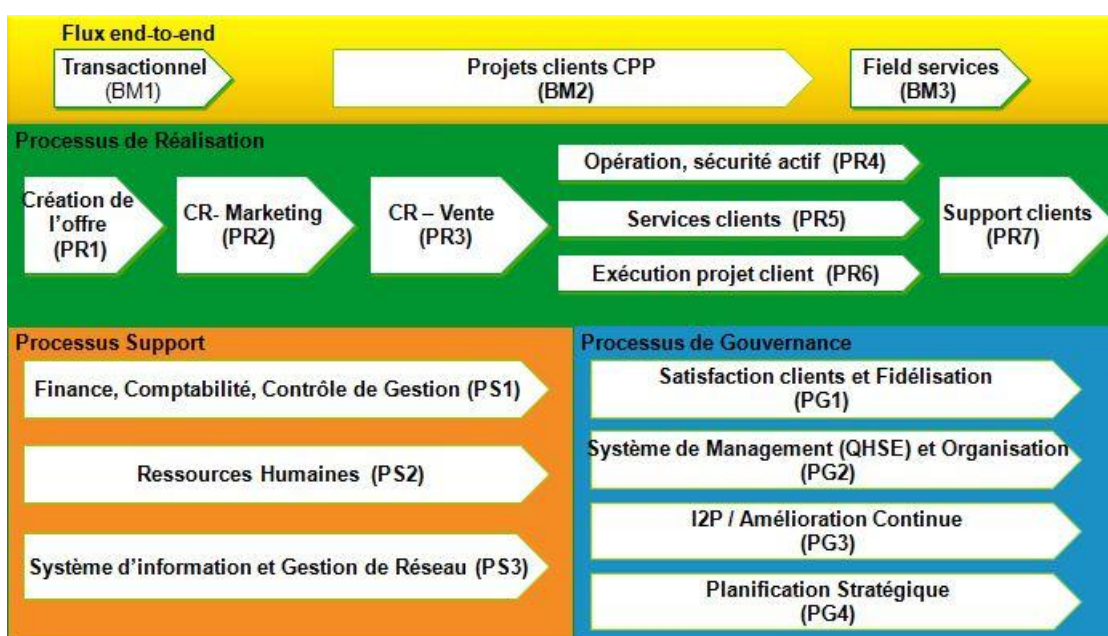 Flux end-to-end
Transactionnel
(BM1)
Projets clients CPP
(BM2)
Field services
(BM3)
Processus de Réalisation
Création de
l'offre
(PR1)
CR- Marketing
(PR2)
CR – Vente
(PR3)
Opération, sécurité actif (PR4)
Services clients (PR5)
Exécution projet client (PR6)
Support clients
(PR7)
Processus Support
Finance, Comptabilité, Contrôle de Gestion (PS1)
Ressources Humaines (PS2)
Système d'information et Gestion de Réseau (PS3)
Processus de Gouvernance
Satisfaction clients et Fidélisation
(PG1)
Système de Management (QHSE) et Organisation
(PG2)
I2P / Amélioration Continue
(PG3)
Planification Stratégique
(PG4)